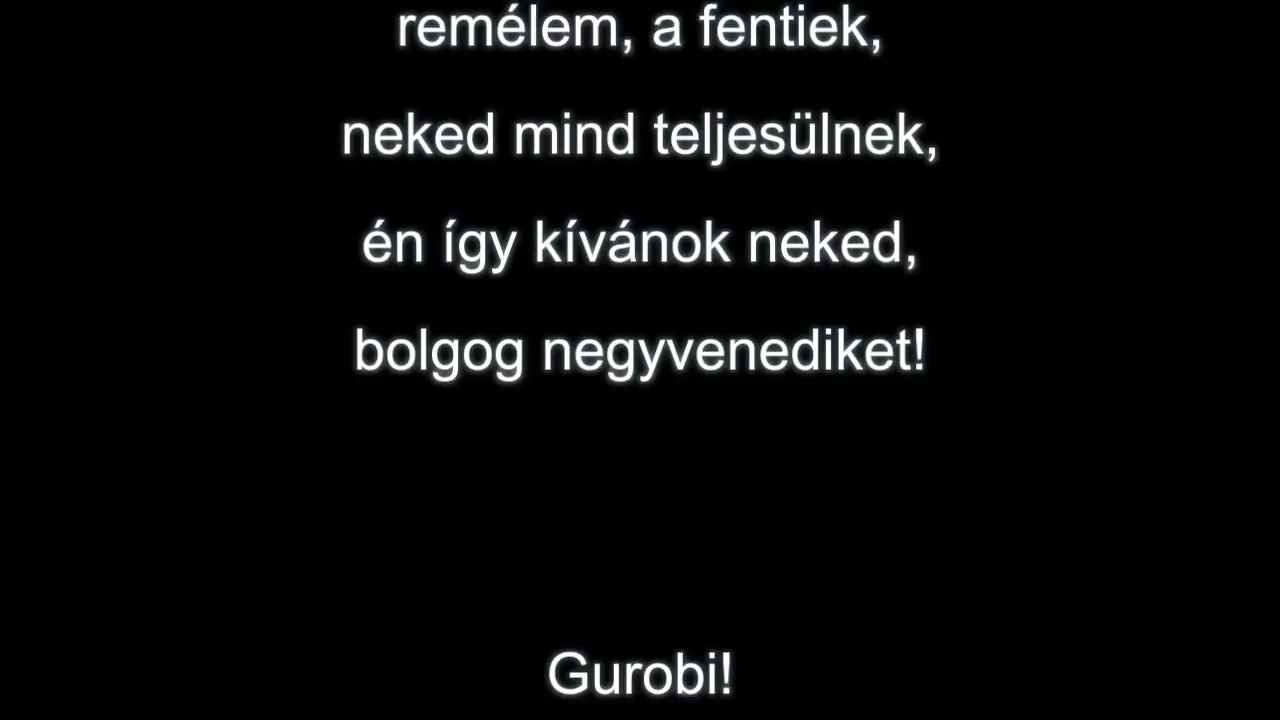 remélem, a fentiek,
neked mind teljesülnek,
én így kívánok neked,
bolgog negyvenediket!
Gurobi!